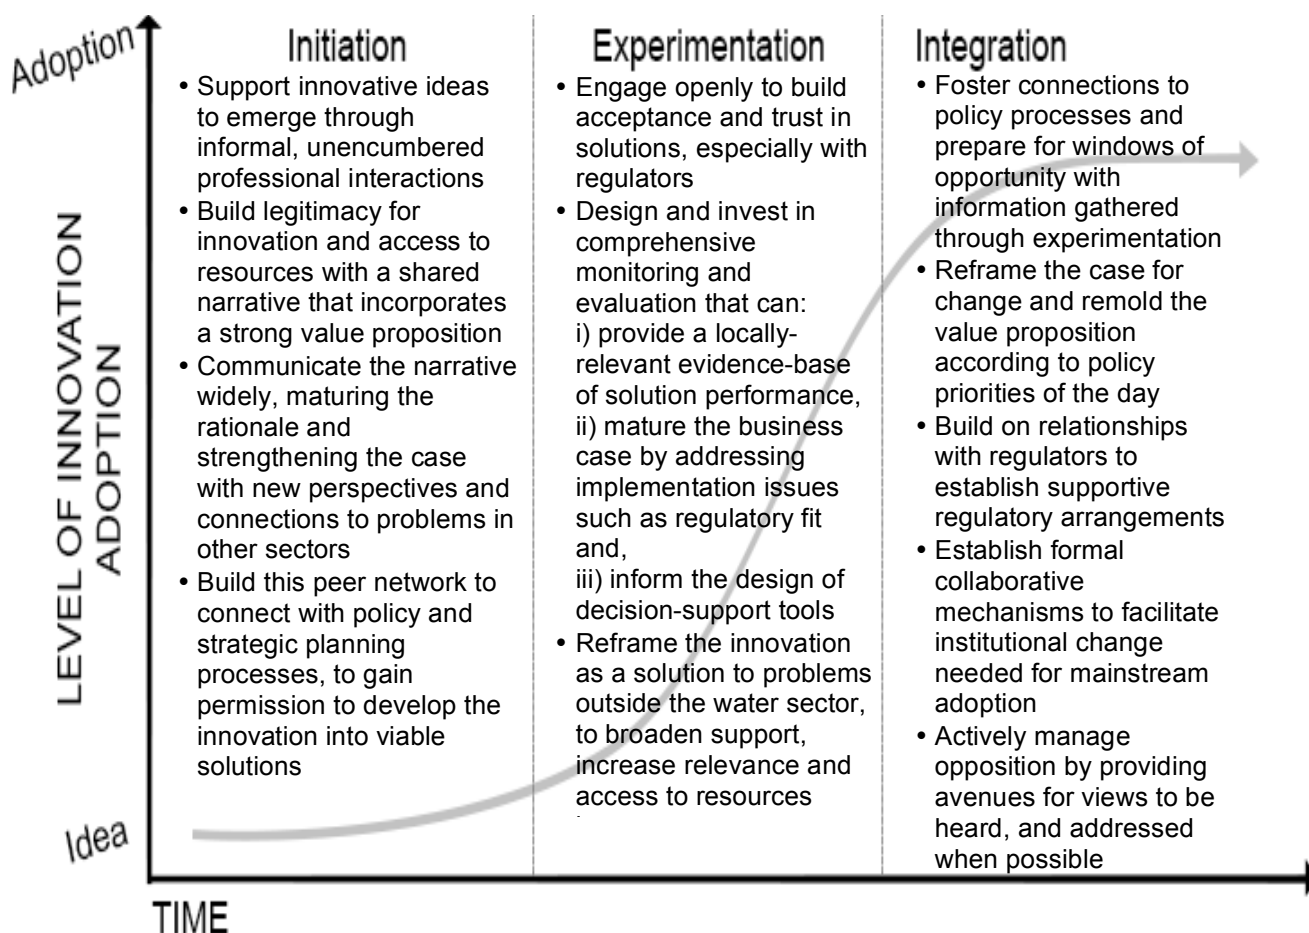 Adoption
Idea
LEVEL OF INNOVATION
ADOPTION
TIME
Initiation
• Support innovative ideas
to emerge through
informal, unencumbered
professional interactions
• Build legitimacy for
innovation and access to
resources with a shared
narrative that incorporates
a strong value proposition
• Communicate the narrative
widely, maturing the
rationale and
strengthening the case
with new perspectives and
connections to problems in
other sectors
• Build this peer network to
connect with policy and
strategic planning
processes, to gain
permission to develop the
innovation into viable
solutions
Experimentation
• Engage openly to build
acceptance and trust in
solutions, especially with
regulators
• Design and invest in
comprehensive
monitoring and
evaluation that can:
i) provide a locally-
relevant evidence-base
of solution performance,
ii) mature the business
case by addressing
implementation issues
such as regulatory fit
and,
iii) inform the design of
decision-support tools
• Reframe the innovation
as a solution to problems
outside the water sector,
to broaden support,
increase relevance and
access to resources
Integration
• Foster connections to
policy processes and
prepare for windows of
opportunity with
information gathered
through experimentation
• Reframe the case for
change and remold the
value proposition
according to policy
priorities of the day
• Build on relationships
with regulators to
establish supportive
regulatory arrangements
• Establish formal
collaborative
mechanisms to facilitate
institutional change
needed for mainstream
adoption
• Actively manage
opposition by providing
avenues for views to be
heard, and addressed
when possible